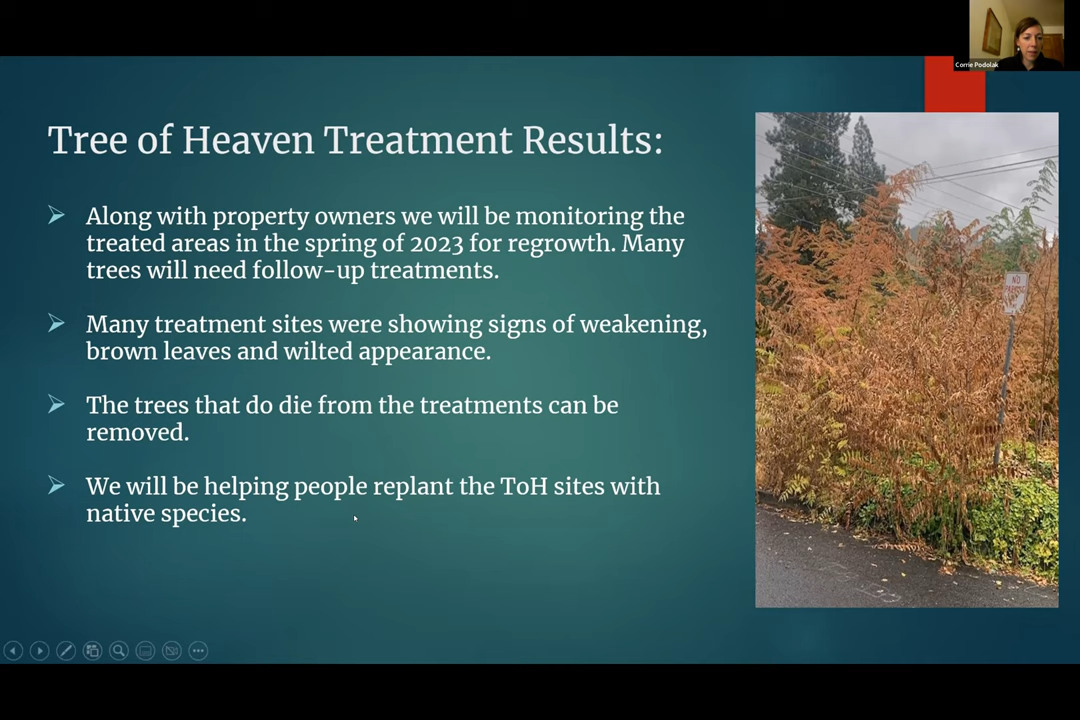 Corrie Podolak
Tree of Heaven Treatment Results:
Along with property owners we will be monitoring the
treated areas in the spring of 2023 for regrowth. Many
trees will need follow-up treatments.
Many treatment sites were showing signs of weakening,
brown leaves and wilted appearance.
The trees that do die from the treatments can be
removed.
We will be helping people replant the ToH sites with
native species.
NO